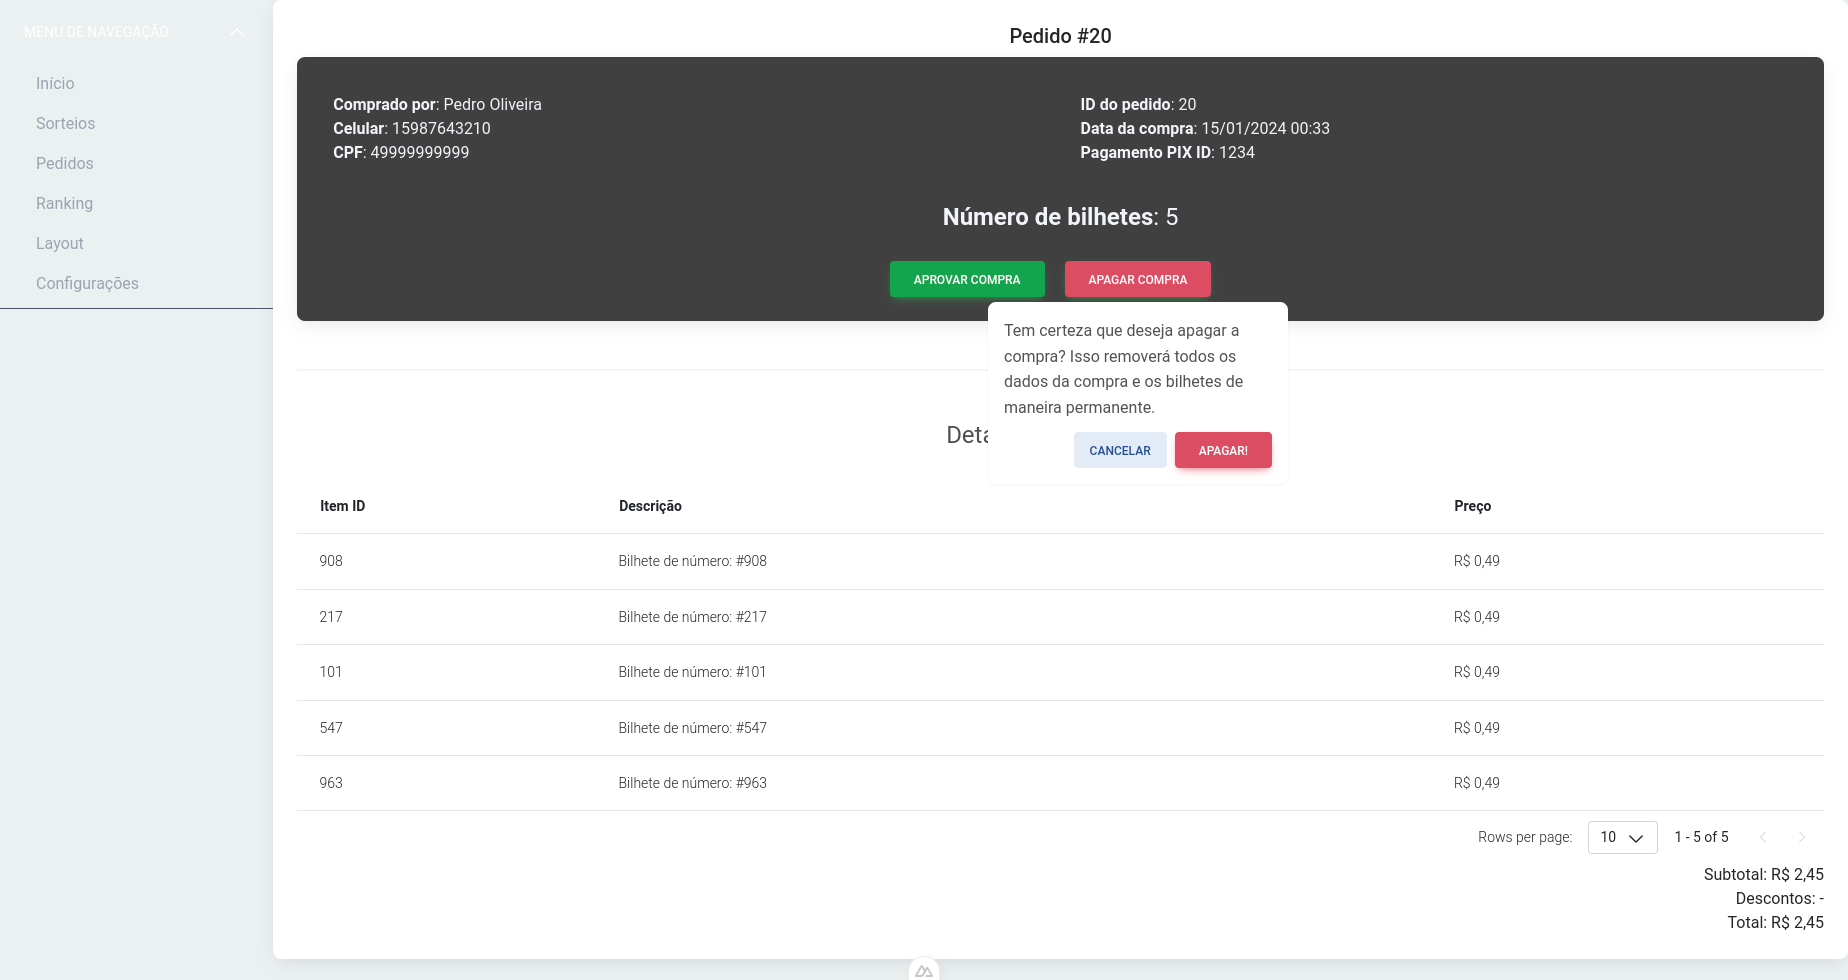 MENU DE NAVEGAÇÃO
Início
Sorteios
Pedidos
Ranking
Layout
Configurações
Pedido #20
Comprado por: Pedro Oliveira
Celular: 15987643210
CPF: 49999999999
ID do pedido: 20
Data da compra: 15/01/2024 00:33
Pagamento PIX ID: 1234
Número de bilhetes: 5
APROVAR COMPRA
APAGAR COMPRA
Tem certeza que deseja apagar a
compra? Isso removerá todos os
dados da compra e os bilhetes de
maneira permanente.
CANCELAR
APAGAR!
Item ID Descrição Preço
908 Bilhete de número: #908 R$ 0,49
217 Bilhete de número: #217 R$ 0,49
101 Bilhete de número: #101 R$ 0,49
547 Bilhete de número: #547 R$ 0,49
963 Bilhete de número: #963 R$ 0,49
Rows per page: 10 1 - 5 of 5
Subtotal: R$ 2,45
Descontos: -
Total: R$ 2,45